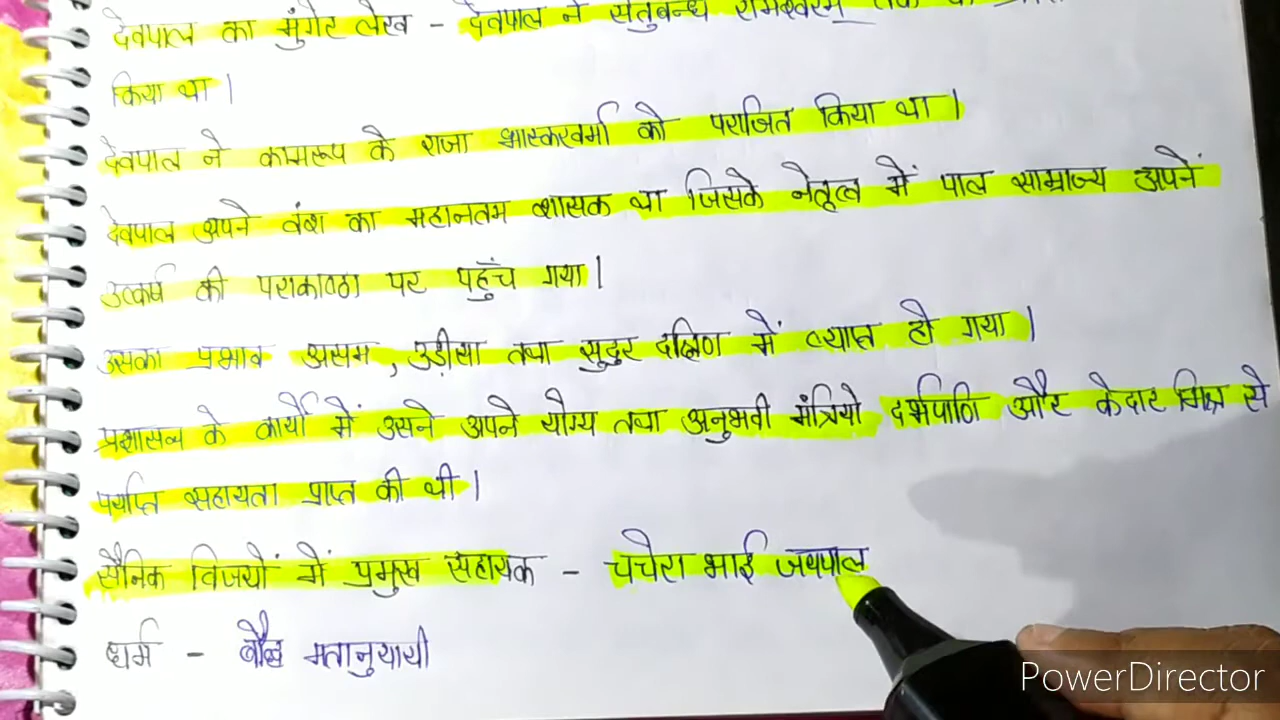 देवपाल का मुंगेर लेख - देवपाल ने सेतुबन्ध रामेश्वरम् तक
किया था।
देवपाल ने कामरूप के राजा भास्करवर्मा को पराजित किया था।
देवपाल अपने वंश का महानतम शासक था जिसके नेतृत्व में पाल साम्राज्य अपनें
उत्कर्ष की पराकाष्ठा पर पहुँच गया।
उसका प्रभाव असम, उड़ीसा तथा सुदुर दक्षिण में व्याप्त हो गया।
प्रशासन के कार्यों में उसने अपने योग्य तथा अनुभवी मंत्रियो दर्भपाणि और केदार मिश्र से
पर्याप्त सहायता प्राप्त की थी।
सैनिक विजयों में प्रमुख सहायक - चचेरा भाई जयपाल
धर्म - बौद्ध मतानुयायी
PowerDirector